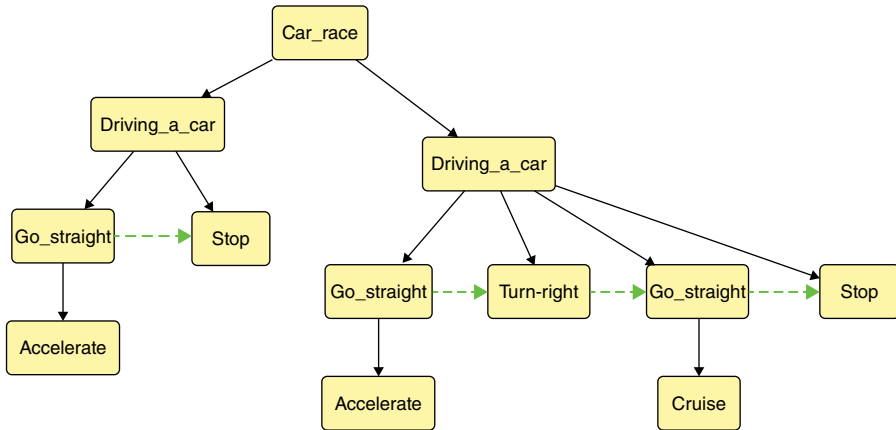 Car_race
Driving_a_car
Driving_a_car
Go_straight
Stop
Go_straight
Turn-right
Go_straight
Stop
Accelerate
Accelerate
Cruise